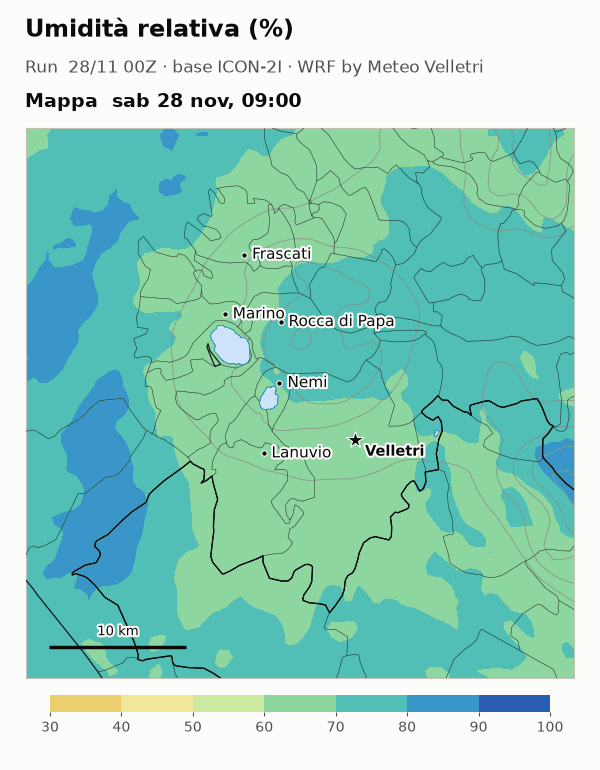 Umidità relativa (%)
Run  28/11 00Z · base ICON-2I · WRF by Meteo Velletri
Mappa  sab 28 nov, 09:00
Frascati
Marino
Rocca di Papa
Nemi
Velletri
Lanuvio
10 km
30 40 50 60 70 80 90 100